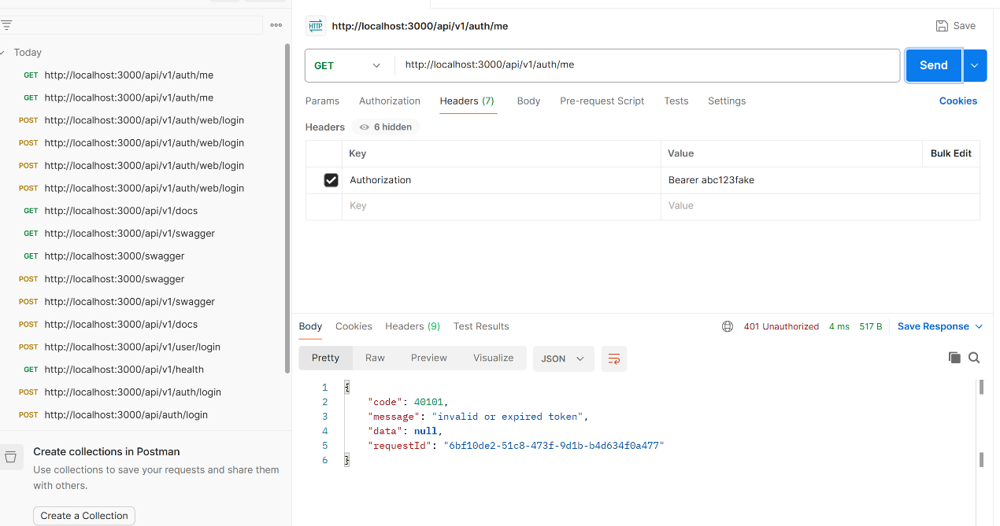 Today
GET http://localhost:3000/api/v1/auth/me
GET http://localhost:3000/api/v1/auth/me
POST http://localhost:3000/api/v1/auth/web/login
POST http://localhost:3000/api/v1/auth/web/login
POST http://localhost:3000/api/v1/auth/web/login
POST http://localhost:3000/api/v1/auth/web/login
GET http://localhost:3000/api/v1/docs
GET http://localhost:3000/api/v1/swagger
GET http://localhost:3000/swagger
POST http://localhost:3000/swagger
POST http://localhost:3000/api/v1/swagger
POST http://localhost:3000/api/v1/docs
POST http://localhost:3000/api/v1/user/login
GET http://localhost:3000/api/v1/health
POST http://localhost:3000/api/v1/auth/login
POST http://localhost:3000/api/auth/login
Create collections in Postman
Use collections to save your requests and share them
with others.
Create a Collection
HTTP http://localhost:3000/api/v1/auth/me Save
GET http://localhost:3000/api/v1/auth/me Send
Params Authorization Headers (7) Body Pre-request Script Tests Settings Cookies
Headers 6 hidden
Key Value Bulk Edit
Authorization Bearer abc123fake
Key Value
Body Cookies Headers (9) Test Results 401 Unauthorized 4 ms 517 B Save Response
Pretty Raw Preview Visualize JSON
1 {
2 "code": 40101,
3 "message": "invalid or expired token",
4 "data": null,
5 "requestId": "6bf10de2-51c8-473f-9d1b-b4d634f0a477"
6 }